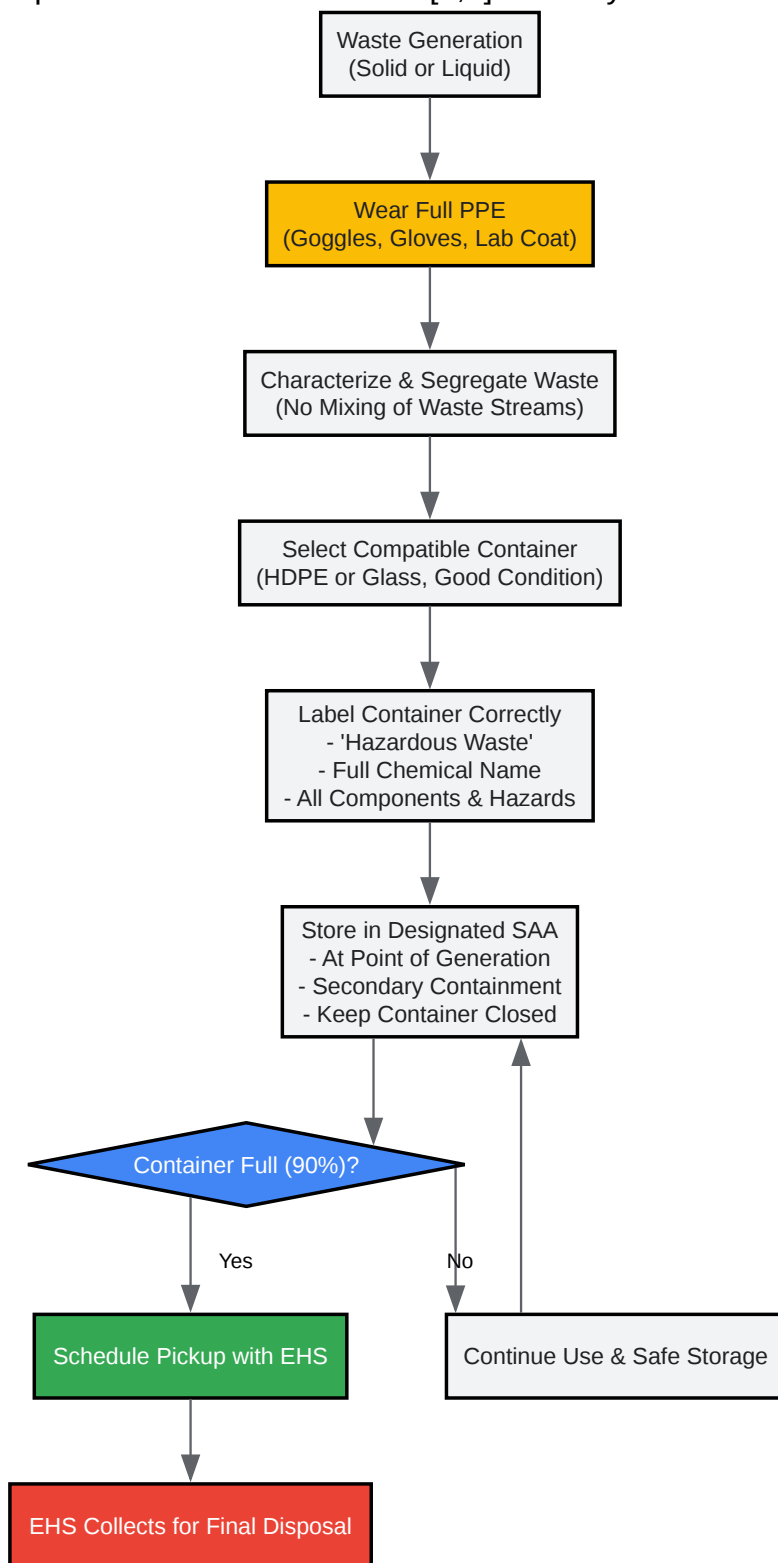 Waste Generation
(Solid or Liquid)
Wear Full PPE
(Goggles, Gloves, Lab Coat)
Characterize & Segregate Waste
(No Mixing of Waste Streams)
Select Compatible Container
(HDPE or Glass, Good Condition)
Label Container Correctly
- 'Hazardous Waste'
- Full Chemical Name
- All Components & Hazards
Store in Designated SAA
- At Point of Generation
- Secondary Containment
- Keep Container Closed
Container Full (90%)?
Yes
No
Schedule Pickup with EHS
Continue Use & Safe Storage
EHS Collects for Final Disposal